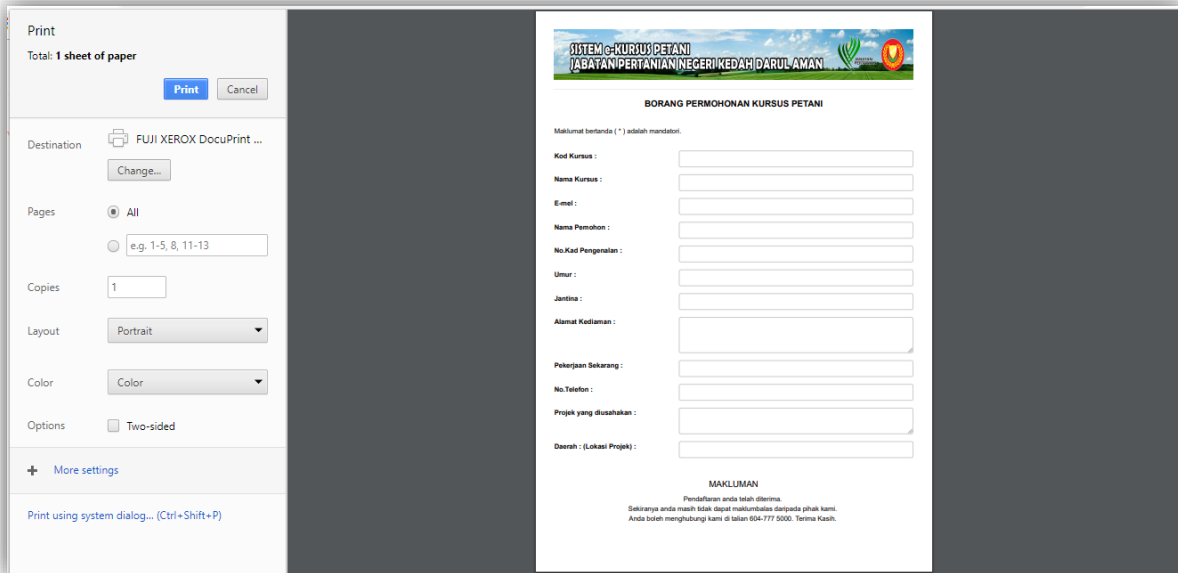 Print
Total: 1 sheet of paper
Print
Cancel
Destination
FUJI XEROX DocuPrint ...
Change...
Pages
All
e.g. 1-5, 8, 11-13
Copies
1
Layout
Portrait
Color
Color
Options
Two-sided
+ More settings
Print using system dialog... (Ctrl+Shift+P)
SISTEM e-KURSUS PETANI
JABATAN PERTANIAN NEGERI KEDAH DARUL AMAN
BORANG PERMOHONAN KURSUS PETANI
Maklumat bertanda ( * ) adalah mandatori.
Kod Kursus :
Nama Kursus :
E-mel :
Nama Pemohon :
No.Kad Pengenalan :
Umur :
Jantina :
Alamat Kediaman :
Pekerjaan Sekarang :
No.Telefon :
Projek yang diusahakan :
Daerah : (Lokasi Projek) :
MAKLUMAN
Pendaftaran anda telah diterima.
Sekiranya anda masih tidak dapat maklumbalas daripada pihak kami.
Anda boleh menghubungi kami di talian 604-777 5000. Terima Kasih.